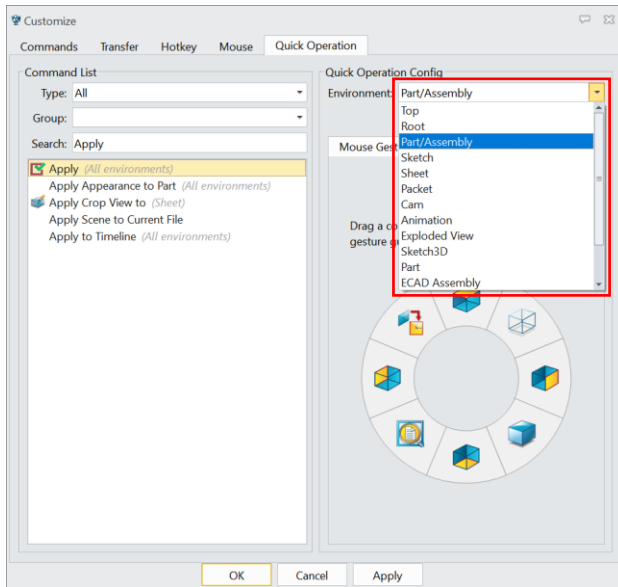 Customize
Commands Transfer Hotkey Mouse Quick Operation
Command List
Type: All
Group:
Search: Apply
Apply (All environments)
Apply Appearance to Part (All environments)
Apply Crop View to (Sheet)
Apply Scene to Current File
Apply to Timeline (All environments)
Quick Operation Config
Environment: Part/Assembly
Top
Root
Part/Assembly
Sketch
Sheet
Packet
Cam
Animation
Exploded View
Sketch3D
Part
ECAD Assembly
Mouse Ges
Drag a co
gesture g
OK Cancel Apply